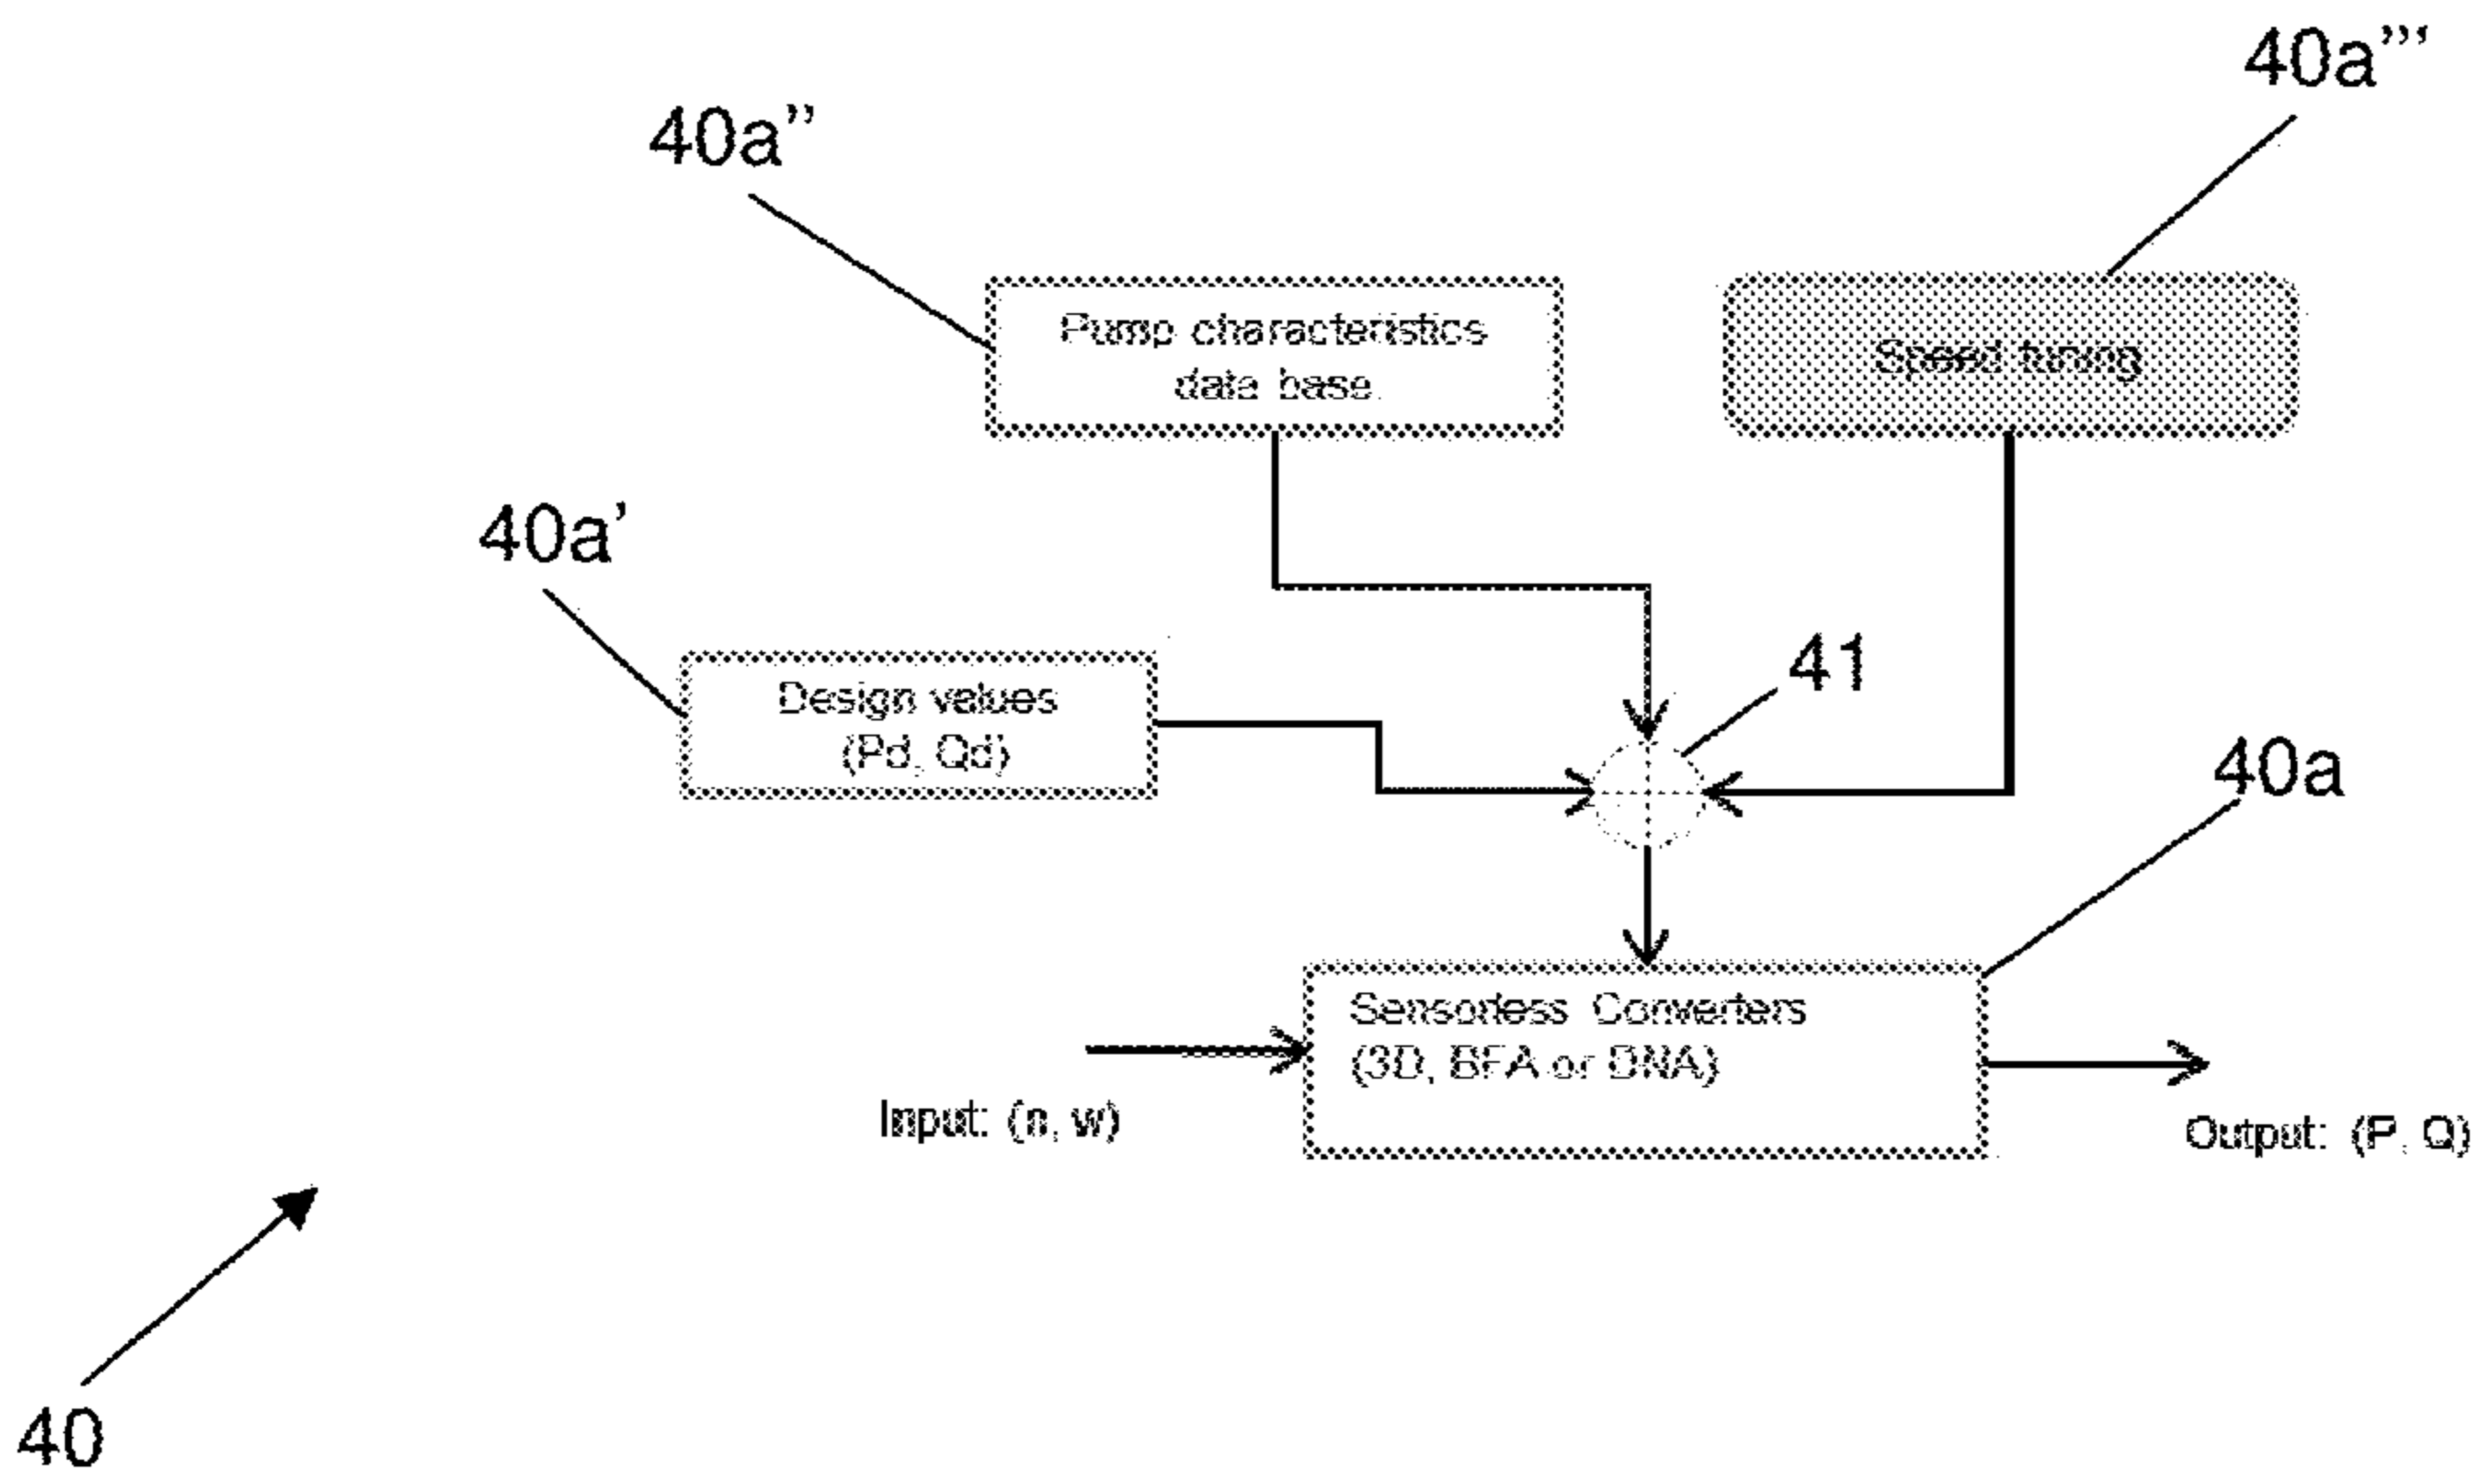 40a”’
40a”
Pump characteristics
data base
Speed tuning
40a’
Design values
(Pd, Qd)
41
40a
Sensorless Converters
(3D, BFA or DNA)
Input: (n, w)
Output: (P, Q)
40